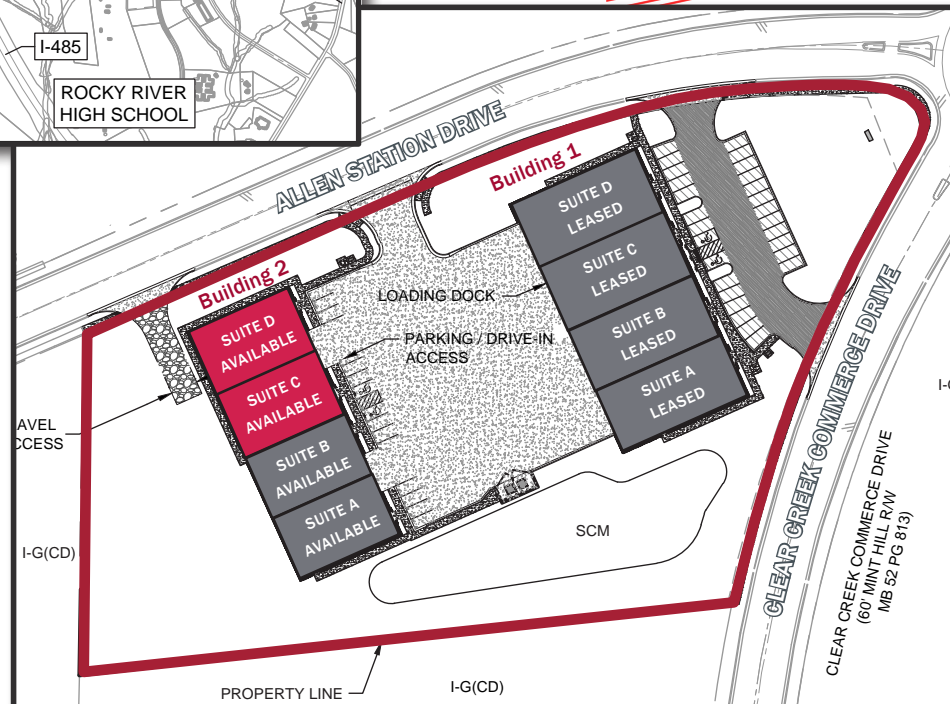 I-485
ROCKY RIVER
HIGH SCHOOL
ALLEN STATION DRIVE
Building 1
SUITE D
LEASED
SUITE C
LEASED
SUITE B
LEASED
SUITE A
LEASED
Building 2
SUITE D
AVAILABLE
SUITE C
AVAILABLE
SUITE B
AVAILABLE
SUITE A
AVAILABLE
LOADING DOCK
PARKING / DRIVE-IN
ACCESS
AVEL
CCESS
I-G(CD)
SCM
CLEAR CREEK COMMERCE DRIVE
CLEAR CREEK COMMERCE DRIVE
(60' MINT HILL R/W
MB 52 PG 813)
PROPERTY LINE
I-G(CD)